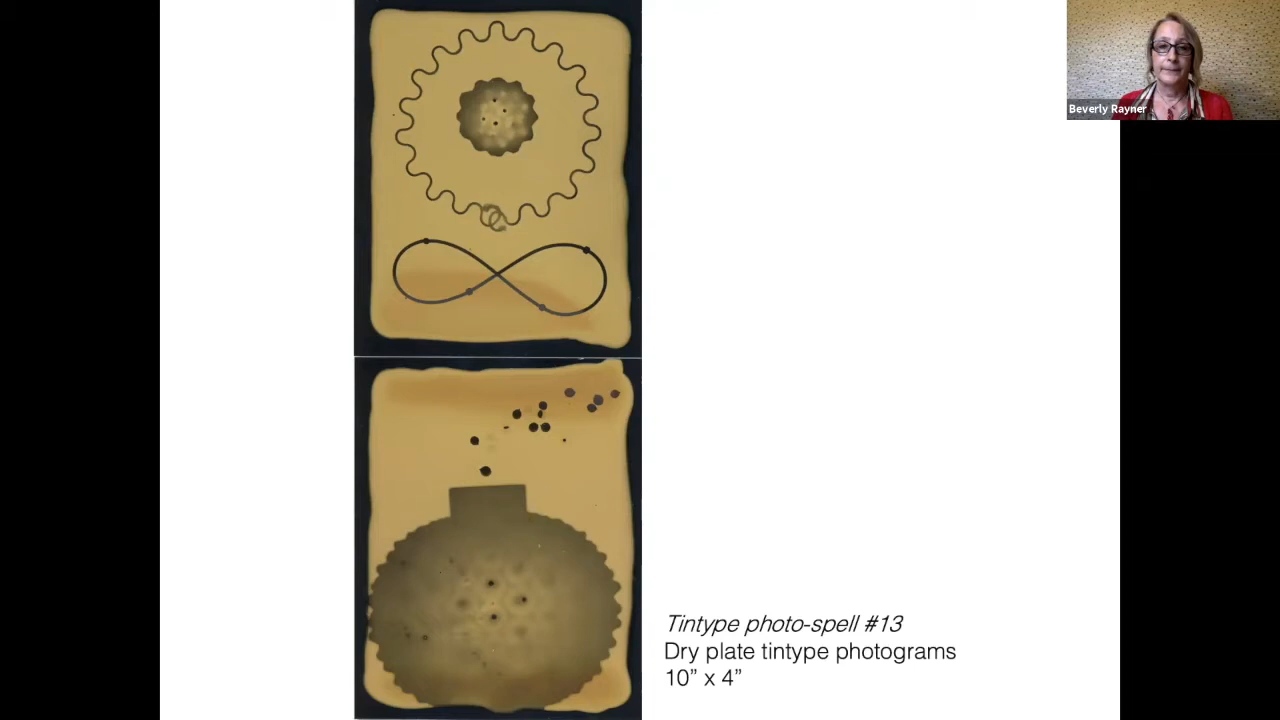 Beverly Rayner
Tintype photo-spell #13
Dry plate tintype photograms
10” x 4”